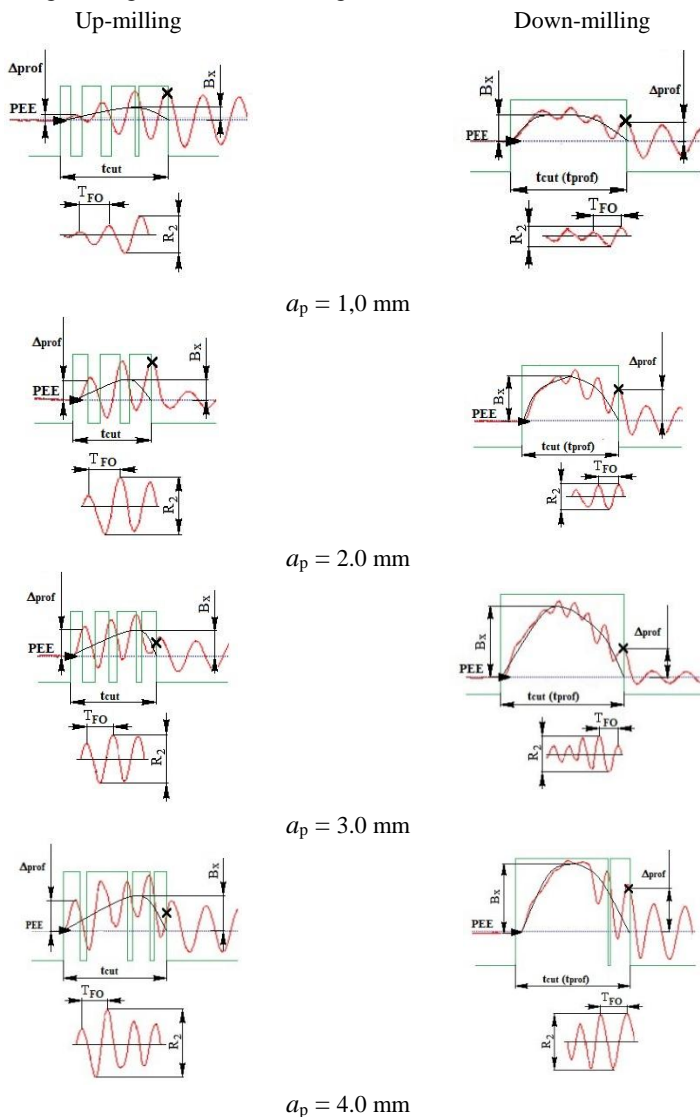 Up-milling Down-milling
Δprof
PEE
Bx
tcut
TFO
R2
Bx
Δprof
PEE
tcut (tprof)
TFO
R2
ap = 1,0 mm
Δprof
PEE
Bx
tcut
TFO
R2
Bx
Δprof
PEE
tcut (tprof)
TFO
R2
ap = 2.0 mm
Δprof
PEE
Bx
tcut
TFO
R2
Bx
Δprof
PEE
tcut (tprof)
TFO
R2
ap = 3.0 mm
Δprof
PEE
Bx
tcut
TFO
R2
Bx
Δprof
PEE
tcut (tprof)
TFO
R2
ap = 4.0 mm